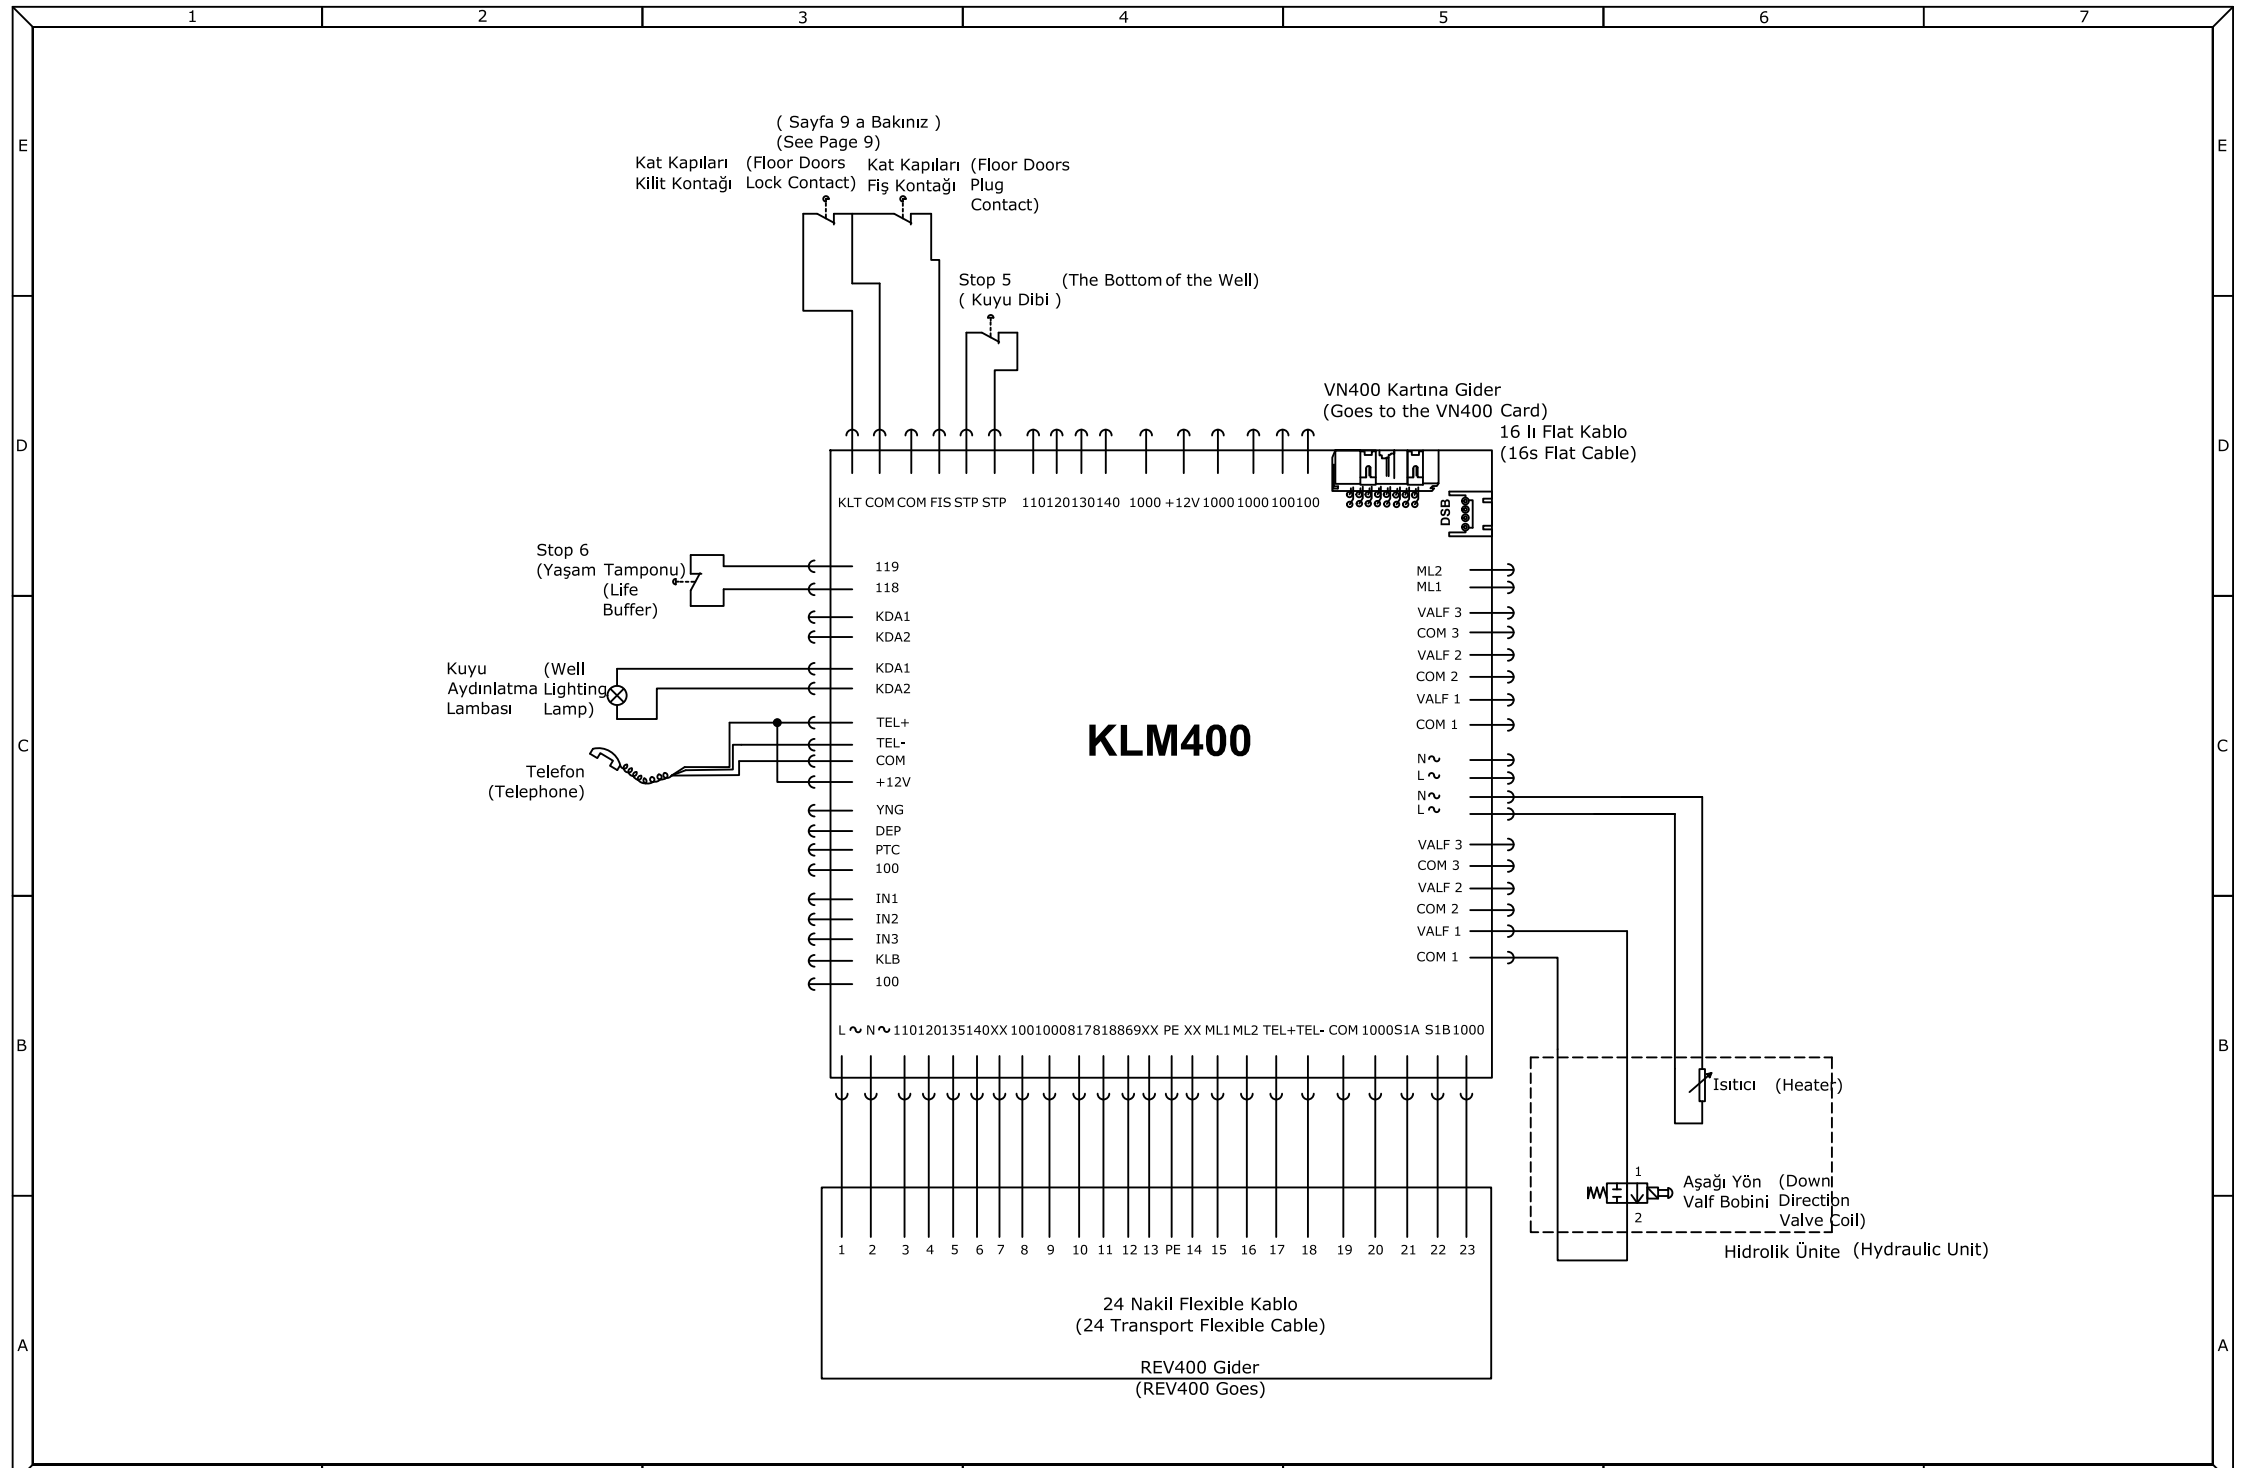 1 2 3 4 5 6 7
E
E
( Sayfa 9 a Bakınız )
(See Page 9)
Kat Kapıları (Floor Doors
Kilit Kontağı Lock Contact)
Kat Kapıları (Floor Doors
Fiş Kontağı Plug
Contact)
Stop 5 (The Bottom of the Well)
( Kuyu Dibi )
D
D
VN400 Kartına Gider
(Goes to the VN400 Card)
16 lı Flat Kablo
(16s Flat Cable)
KLT COM COM FIS STP STP 110 120 130 140 1000 +12V 1000 1000 100 100
DSB
Stop 6
(Yaşam Tamponu)
(Life
Buffer)
119
118
KDA1
KDA2
Kuyu (Well
Aydınlatma Lighting
Lambası Lamp)
KDA1
KDA2
TEL+
TEL-
COM
+12V
Telefon
(Telephone)
YNG
DEP
PTC
100
IN1
IN2
IN3
KLB
100
C
C
KLM400
ML2
ML1
VALF 3
COM 3
VALF 2
COM 2
VALF 1
COM 1
N~
L ~
N~
L ~
VALF 3
COM 3
VALF 2
COM 2
VALF 1
COM 1
B
B
L ~ N ~ 110 120 135 140 XX 100 1000 817 818 869 XX PE XX ML1 ML2 TEL+ TEL- COM 1000 S1A S1B 1000
Isıtıcı (Heater)
1
2
Aşağı Yön (Down
Valf Bobini Direction
Valve Coil)
Hidrolik Ünite (Hydraulic Unit)
1 2 3 4 5 6 7 8 9 10 11 12 13 PE 14 15 16 17 18 19 20 21 22 23
24 Nakil Flexible Kablo
(24 Transport Flexible Cable)
REV400 Gider
(REV400 Goes)
A
A